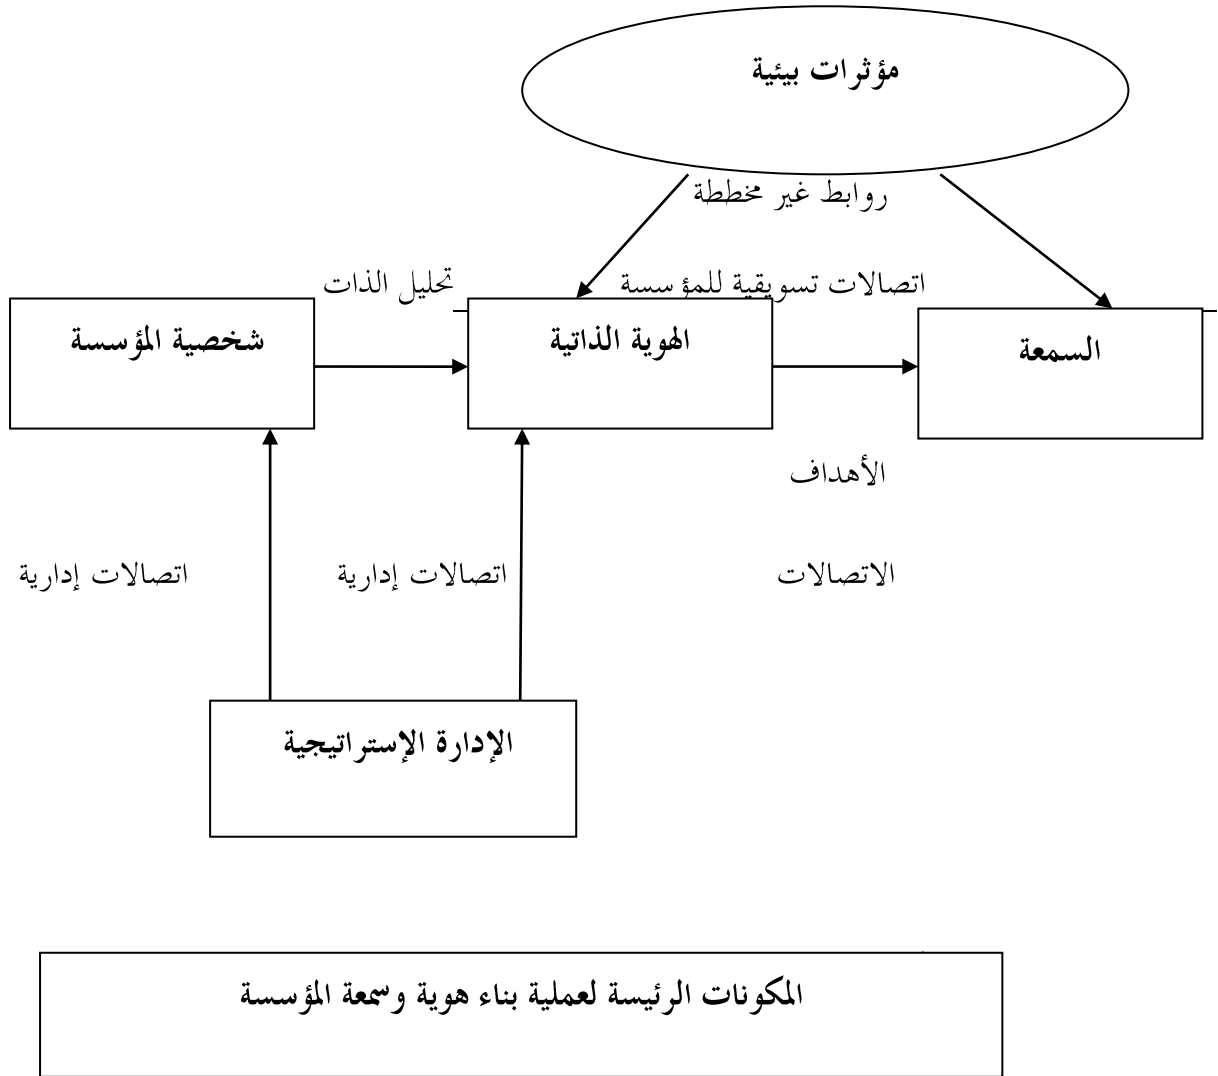 مؤثرات بيئية
روابط غير مخططة
اتصالات تسويقية للمؤسسة
تحليل الذات
السمعة
الهوية الذاتية
شخصية المؤسسة
الأهداف
الاتصالات
اتصالات إدارية
اتصالات إدارية
الإدارة الإستراتيجية
المكونات الرئيسة لعملية بناء هوية وسمعة المؤسسة